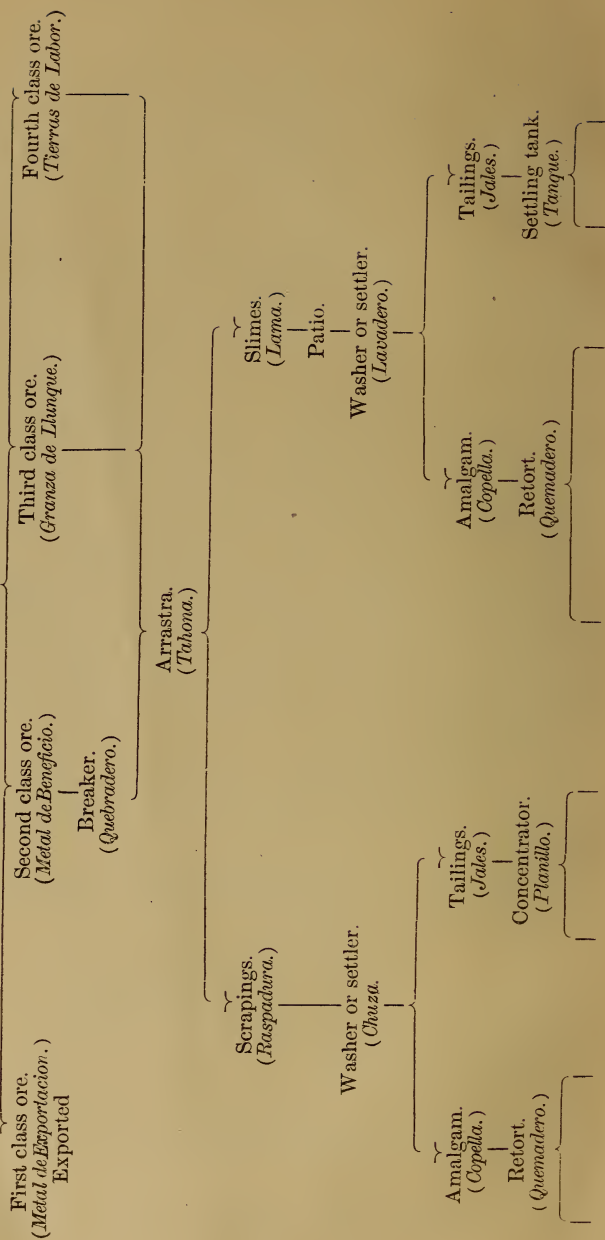 First class ore.
(Metal de Exportacion.)
Exported
Second class ore.
(Metal de Beneficio.)
Breaker.
(Quebradero.)
Third class ore.
(Granza de Llunque.)
Fourth class ore.
(Tierras de Labor.)
Arrastra.
(Tahona.)
Scrapings.
(Raspadura.)
Washer or settler.
(Chuza.
Amalgam.
(Copella.)
Retort.
(Quemadero.)
Tailings.
(Jales.)
Concentrator.
(Planillo.)
Slimes.
(Lama.)
Patio.
Washer or settler.
(Lavadero.)
Amalgam.
(Copella.)
Retort.
(Quemadero.)
Tailings.
(Jales.)
Settling tank.
(Tanque.)